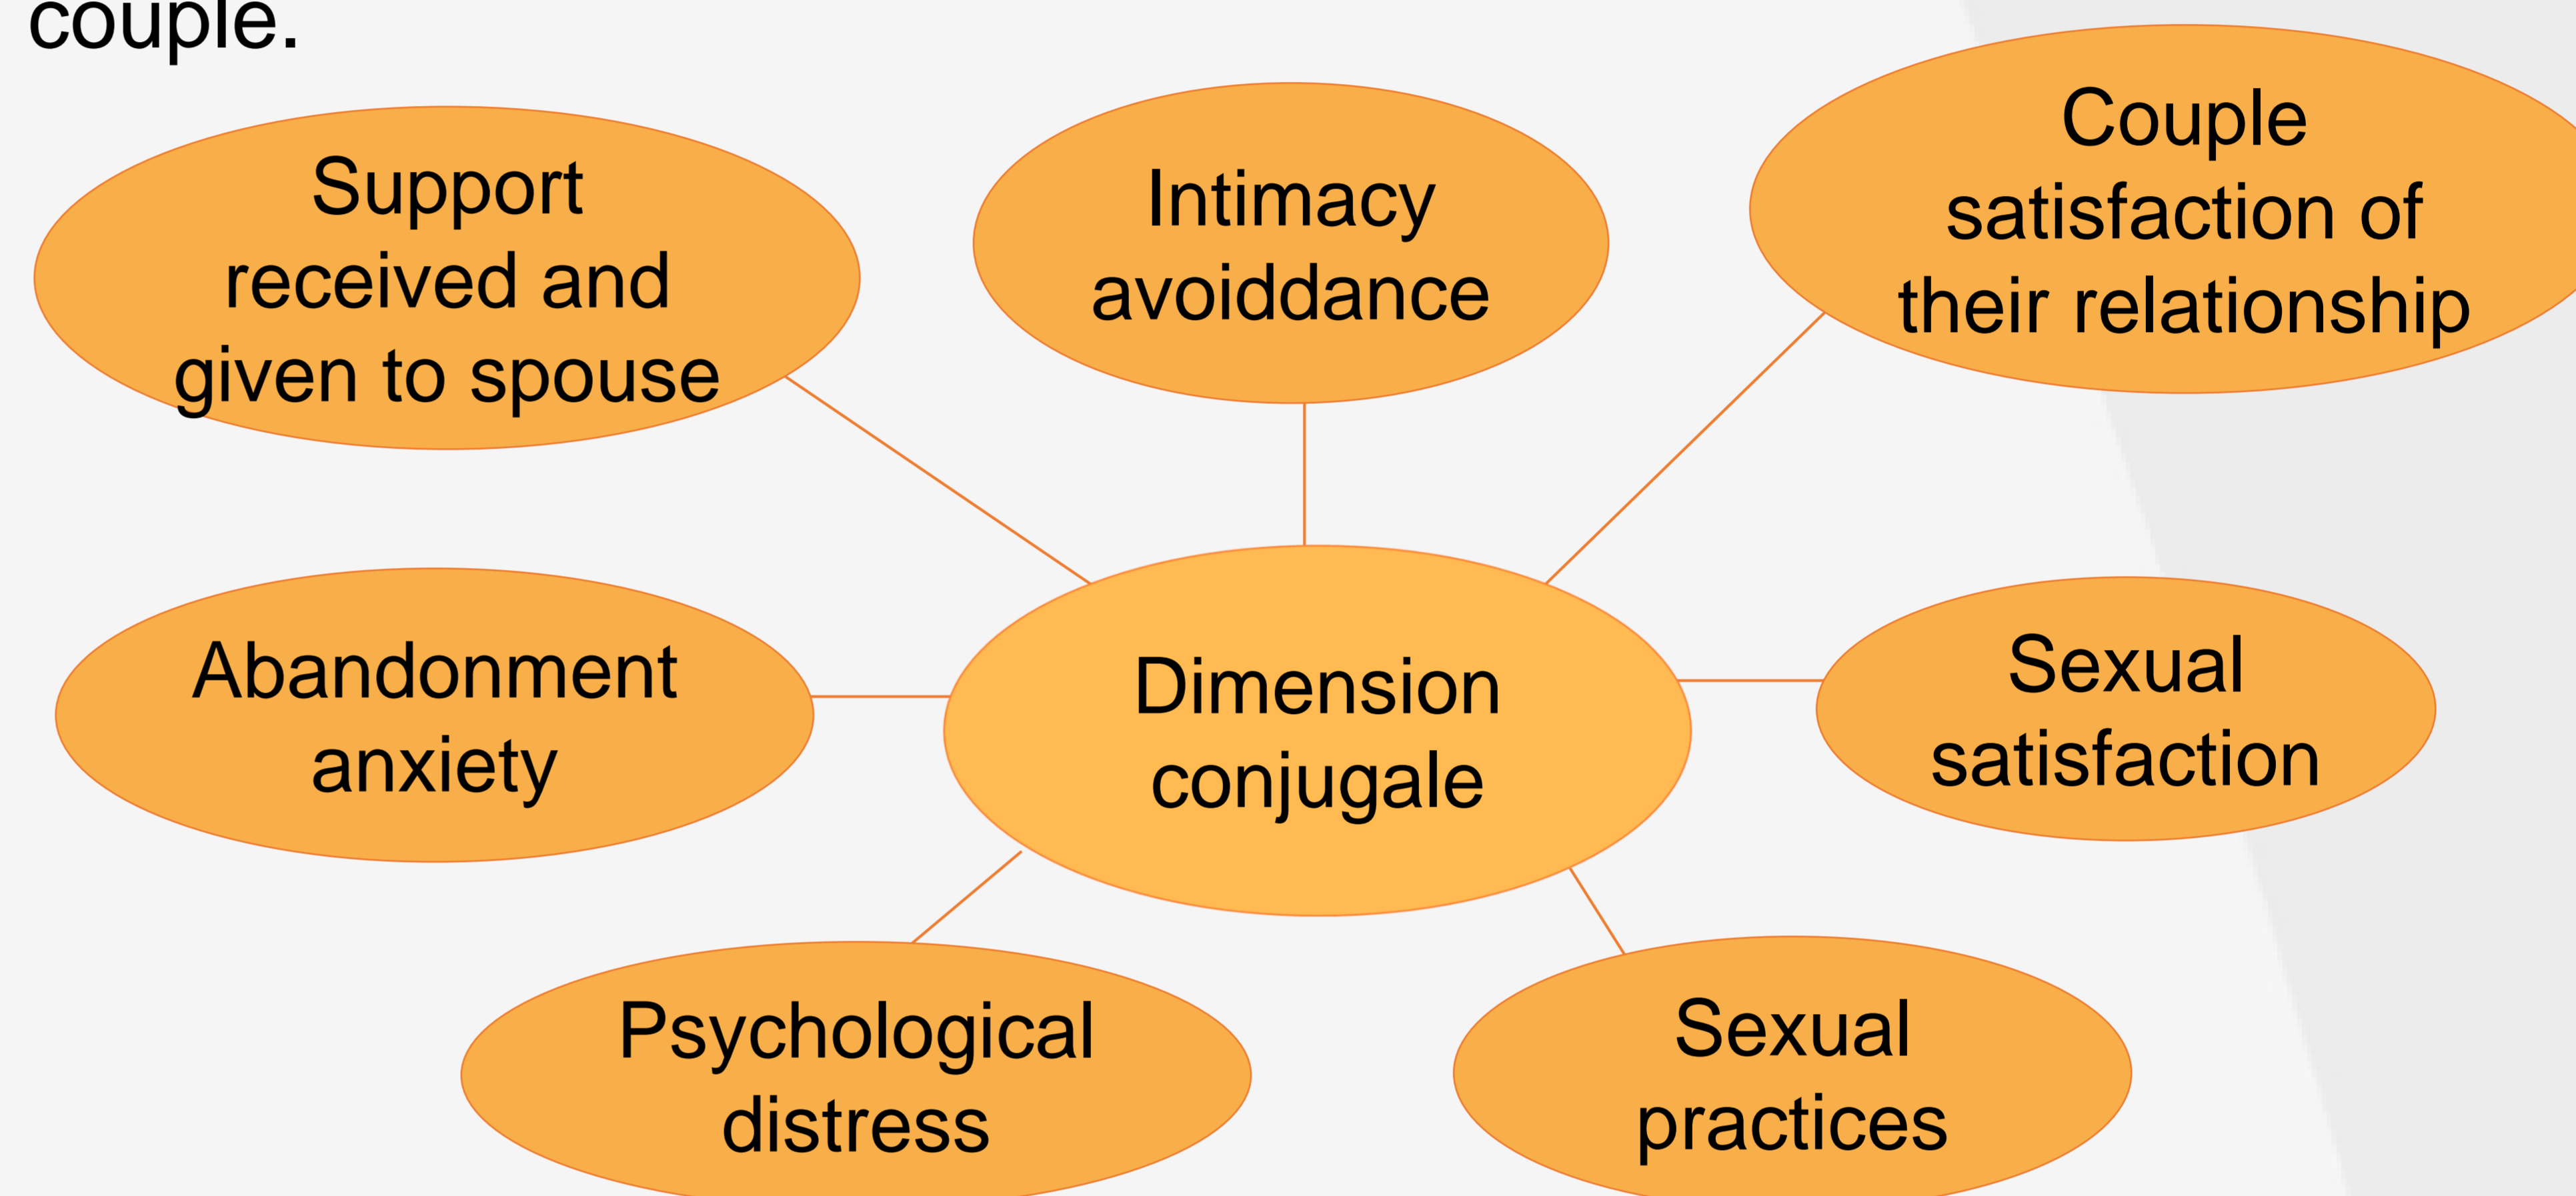 couple.
Support
received and
given to spouse
Intimacy
avoiddance
Couple
satisfaction of
their relationship
Abandonment
anxiety
Dimension
conjugale
Sexual
satisfaction
Psychological
distress
Sexual
practices